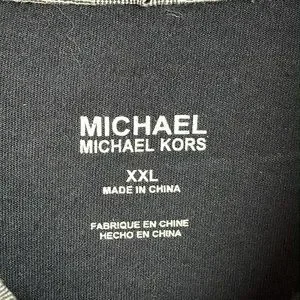 MICHAEL
MICHAEL KORS
XXL
MADE IN CHINA
FABRIQUE EN CHINE
HECHO EN CHINA